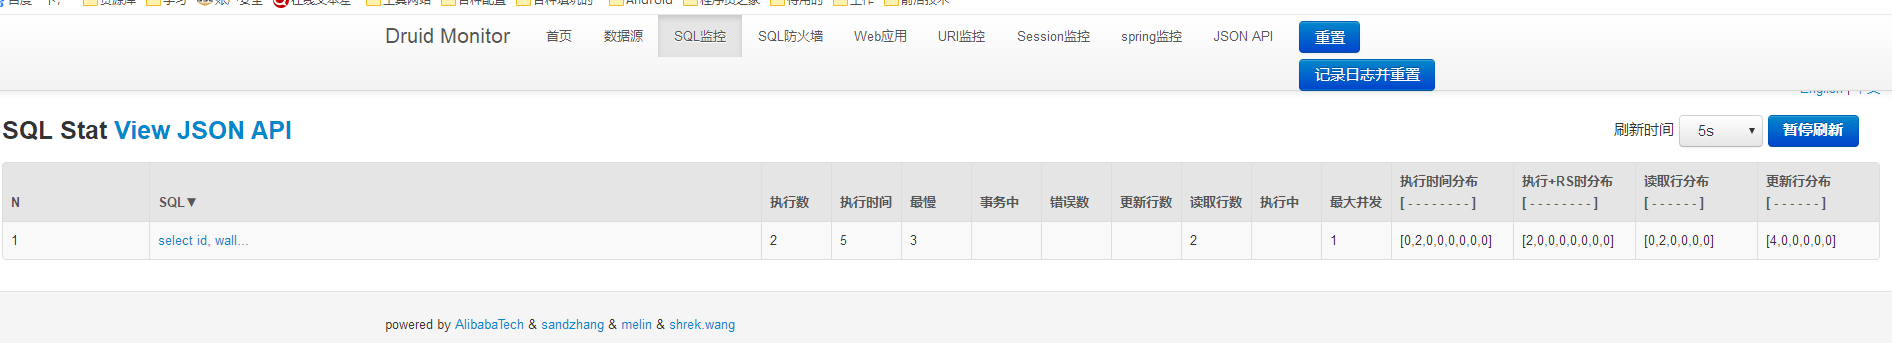 Druid Monitor 首页 数据源 SQL监控 SQL防火墙 Web应用 URI监控 Session监控 spring监控 JSON API 重置
记录日志并重置
SQL Stat View JSON API 刷新时间 5s ▼ 暂停刷新
N SQL▼ 执行数 执行时间 最慢 事务中 错误数 更新行数 读取行数 执行中 最大并发 执行时间分布 [ - - - - - - - - ] 执行+RS时分布 [ - - - - - - - - ] 读取行分布 [ - - - - - - ] 更新行分布 [ - - - - - - ]
1 select id, wall... 2 5 3 2 1 [0,2,0,0,0,0,0,0] [2,0,0,0,0,0,0,0] [0,2,0,0,0,0] [4,0,0,0,0,0]
powered by AlibabaTech & sandzhang & melin & shrek.wang